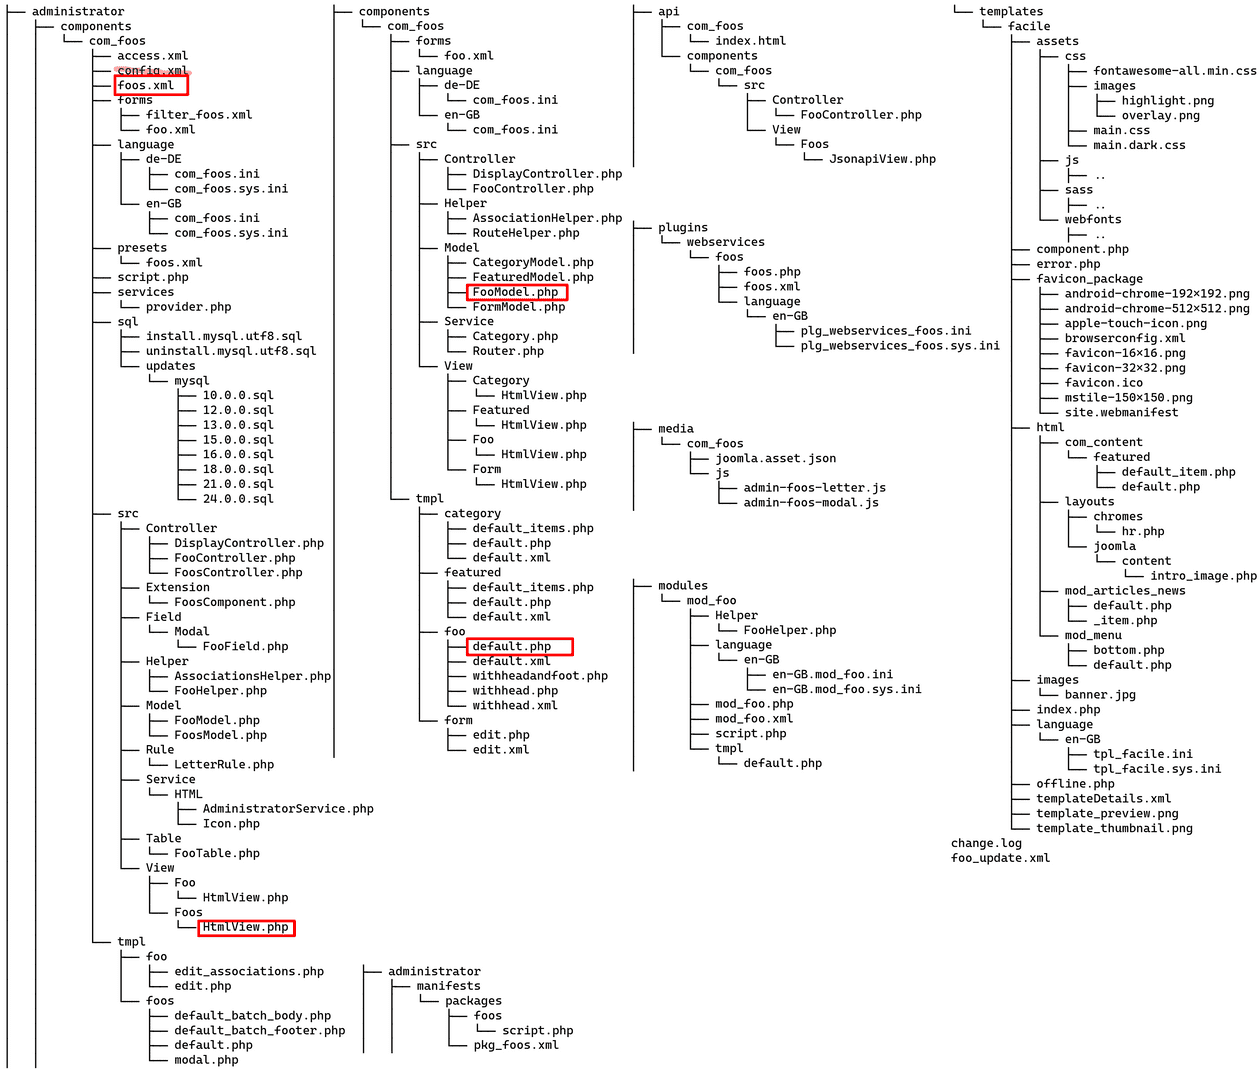 administrator
components
com_foos
access.xml
config.xml
foos.xml
forms
filter_foos.xml
foo.xml
language
de-DE
com_foos.ini
com_foos.sys.ini
en-GB
com_foos.ini
com_foos.sys.ini
presets
foos.xml
script.php
services
provider.php
sql
install.mysql.utf8.sql
uninstall.mysql.utf8.sql
updates
mysql
10.0.0.sql
12.0.0.sql
13.0.0.sql
15.0.0.sql
16.0.0.sql
18.0.0.sql
21.0.0.sql
24.0.0.sql
src
Controller
DisplayController.php
FooController.php
FoosController.php
Extension
FoosComponent.php
Field
Modal
FooField.php
Helper
AssociationsHelper.php
FooHelper.php
Model
FooModel.php
FoosModel.php
Rule
LetterRule.php
Service
HTML
AdministratorService.php
Icon.php
Table
FooTable.php
View
Foo
HtmlView.php
Foos
HtmlView.php
tmpl
foo
edit_associations.php
edit.php
foos
default_batch_body.php
default_batch_footer.php
default.php
modal.php
components
com_foos
forms
foo.xml
language
de-DE
com_foos.ini
en-GB
com_foos.ini
src
Controller
DisplayController.php
FooController.php
Helper
AssociationHelper.php
RouteHelper.php
Model
CategoryModel.php
FeaturedModel.php
FooModel.php
FormModel.php
Service
Category.php
Router.php
View
Category
HtmlView.php
Featured
HtmlView.php
Foo
HtmlView.php
Form
HtmlView.php
tmpl
category
default_items.php
default.php
default.xml
featured
default_items.php
default.php
default.xml
foo
default.php
default.xml
withheadandfoot.php
withhead.php
withhead.xml
form
edit.php
edit.xml
administrator
manifests
packages
foos
script.php
pkg_foos.xml
api
com_foos
index.html
components
com_foos
src
Controller
FooController.php
View
Foos
JsonapiView.php
plugins
webservices
foos
foos.php
foos.xml
language
en-GB
plg_webservices_foos.ini
plg_webservices_foos.sys.ini
media
com_foos
joomla.asset.json
js
admin-foos-letter.js
admin-foos-modal.js
modules
mod_foo
Helper
FooHelper.php
language
en-GB
en-GB.mod_foo.ini
en-GB.mod_foo.sys.ini
mod_foo.php
mod_foo.xml
script.php
tmpl
default.php
templates
facile
assets
css
fontawesome-all.min.css
images
highlight.png
overlay.png
main.css
main.dark.css
js
..
sass
..
webfonts
..
component.php
error.php
favicon_package
android-chrome-192×192.png
android-chrome-512×512.png
apple-touch-icon.png
browserconfig.xml
favicon-16×16.png
favicon-32×32.png
favicon.ico
mstile-150×150.png
site.webmanifest
html
com_content
featured
default_item.php
default.php
layouts
chromes
hr.php
joomla
content
intro_image.php
mod_articles_news
default.php
_item.php
mod_menu
bottom.php
default.php
images
banner.jpg
index.php
language
en-GB
tpl_facile.ini
tpl_facile.sys.ini
offline.php
templateDetails.xml
template_preview.png
template_thumbnail.png
change.log
foo_update.xml